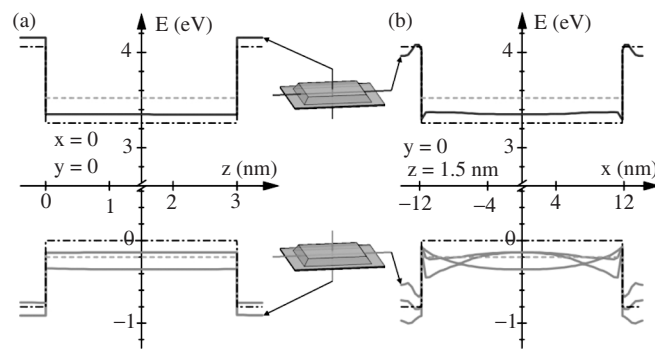 (a)
E (eV)
4
x = 0
3
y = 0
z (nm)
0
1
2
3
0
−1
(b)
E (eV)
4
y = 0
3
z = 1.5 nm
x (nm)
−12
−4
4
12
0
−1